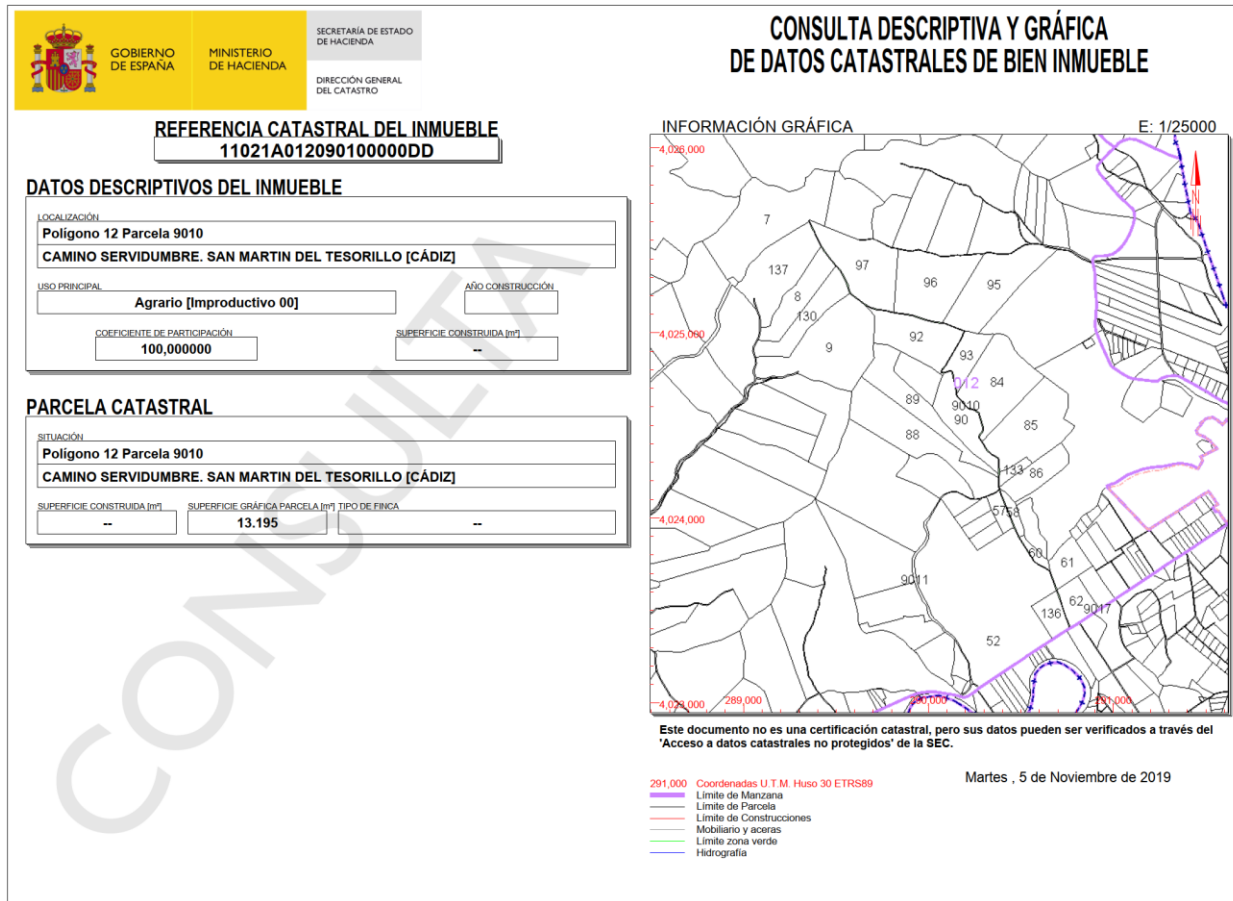 GOBIERNO
DE ESPAÑA
MINISTERIO
DE HACIENDA
SECRETARÍA DE ESTADO
DE HACIENDA
DIRECCIÓN GENERAL
DEL CATASTRO
CONSULTA DESCRIPTIVA Y GRÁFICA
DE DATOS CATASTRALES DE BIEN INMUEBLE
REFERENCIA CATASTRAL DEL INMUEBLE
11021A012090100000DD
DATOS DESCRIPTIVOS DEL INMUEBLE
LOCALIZACIÓN
Polígono 12 Parcela 9010
CAMINO SERVIDUMBRE. SAN MARTIN DEL TESORILLO [CÁDIZ]
USO PRINCIPAL
Agrario [Improductivo 00]
AÑO CONSTRUCCIÓN
COEFICIENTE DE PARTICIPACIÓN
100,000000
SUPERFICIE CONSTRUIDA [m²]
--
PARCELA CATASTRAL
SITUACIÓN
Polígono 12 Parcela 9010
CAMINO SERVIDUMBRE. SAN MARTIN DEL TESORILLO [CÁDIZ]
SUPERFICIE CONSTRUIDA [m²]
--
SUPERFICIE GRÁFICA PARCELA [m²]
13.195
TIPO DE FINCA
--
CONSULTA
INFORMACIÓN GRÁFICA
E: 1/25000
4,026,000
N
7
137
97
96
95
8
130
4,025,000
9
92
93
012
84
89
9010
90
85
88
133
86
4,024,000
57
58
60
61
9011
62
9017
136
52
4,023,000
289,000
290,000
291,000
Este documento no es una certificación catastral, pero sus datos pueden ser verificados a través del
'Acceso a datos catastrales no protegidos' de la SEC.
Martes , 5 de Noviembre de 2019
291,000 Coordenadas U.T.M. Huso 30 ETRS89
Límite de Manzana
Límite de Parcela
Límite de Construcciones
Mobiliario y aceras
Límite zona verde
Hidrografía